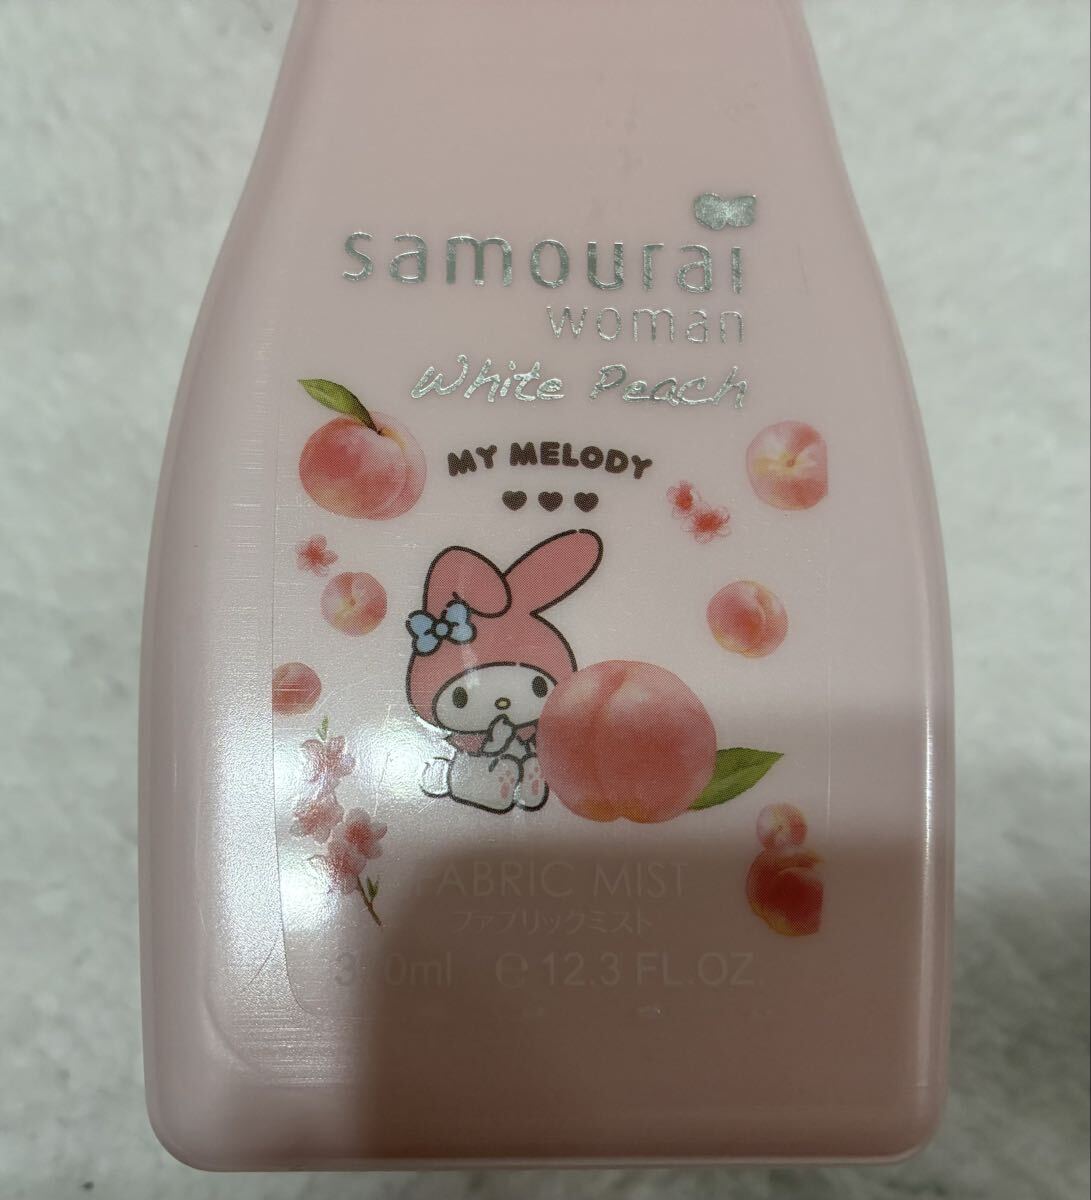 samourai
woman
White Peach
MY MELODY
FABRIC MIST
ファブリックミスト
e 12.3 FL.OZ.